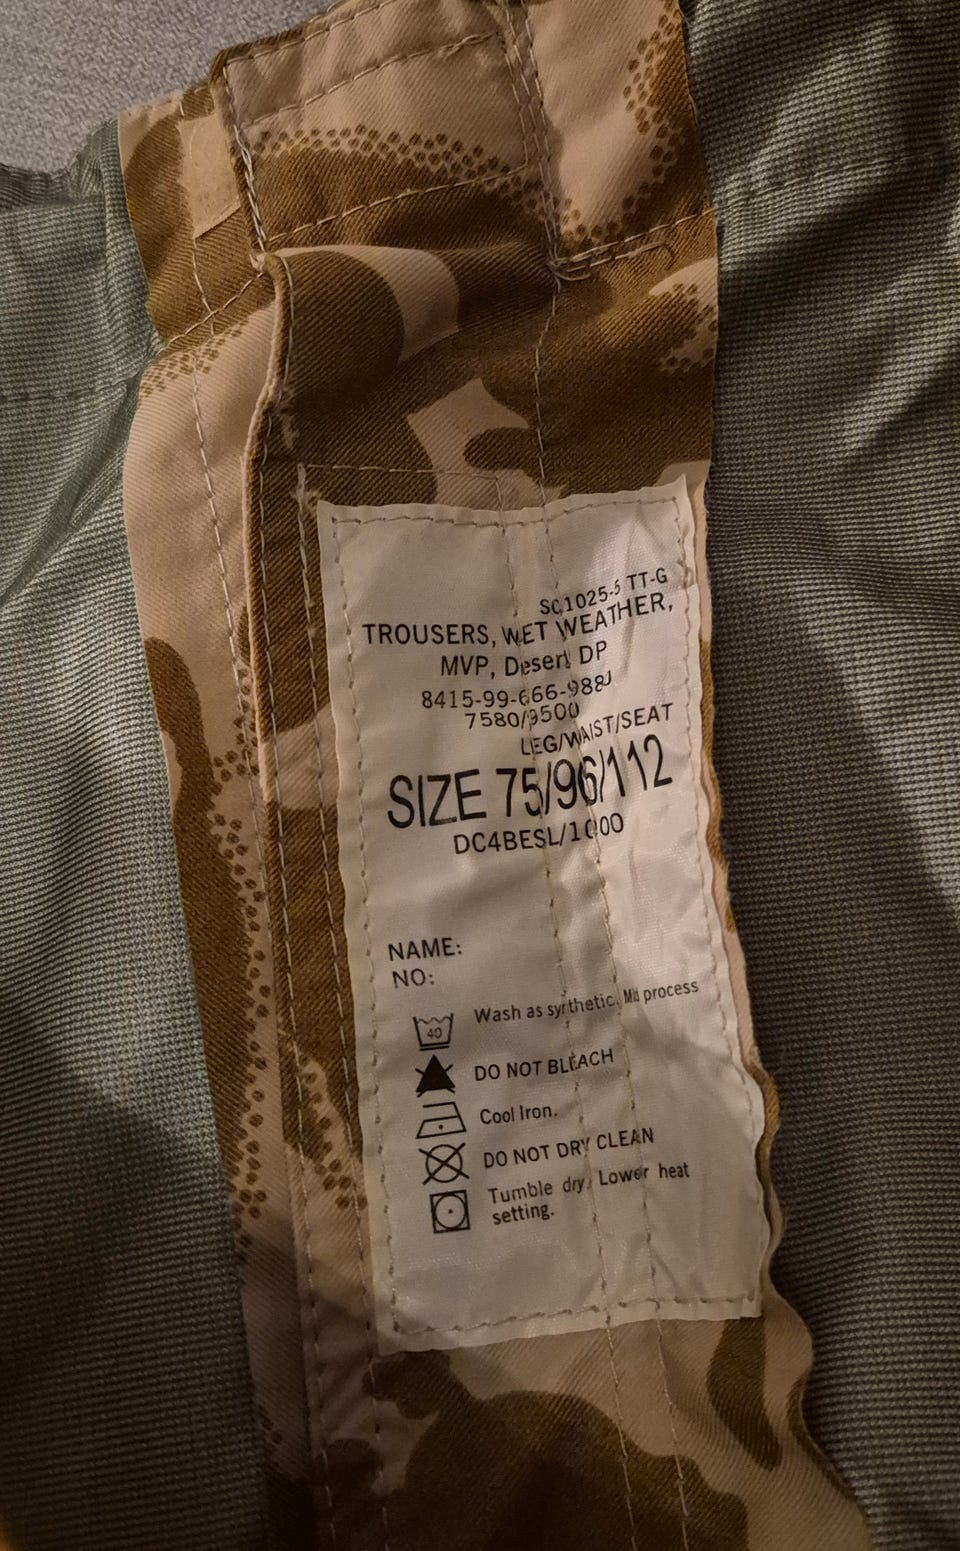 SC1025-5 TT-G
TROUSERS, WET WEATHER,
MVP, Desert DP
8415-99-666-988
7580/9500
LEG/WAIST/SEAT
SIZE 75/96/112
DC4BESL/1000
NAME:
NO:
Wash as synthetic. Mild process
40
DO NOT BLEACH
Cool Iron.
DO NOT DRY CLEAN
Tumble dry. Lower heat
setting.